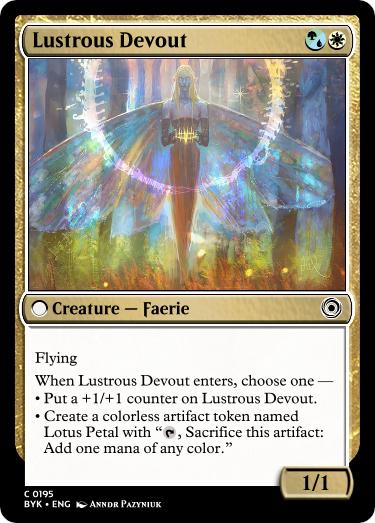 Lustrous Devout
Creature — Faerie
Flying
When Lustrous Devout enters, choose one —
• Put a +1/+1 counter on Lustrous Devout.
• Create a colorless artifact token named
Lotus Petal with “, Sacrifice this artifact:
Add one mana of any color.”
1/1
C 0195
BYK • ENG Anndr Pazyniuk